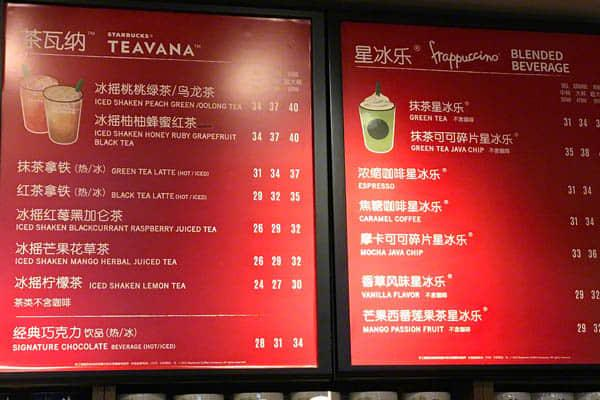 茶瓦纳™ STARBUCKS® TEAVANA™
冰摇桃桃绿茶/乌龙茶
ICED SHAKEN PEACH GREEN /OOLONG TEA 34 37 40
冰摇柚柚蜂蜜红茶
ICED SHAKEN HONEY RUBY GRAPEFRUIT 34 37 40
BLACK TEA
抹茶拿铁 (热/冰) GREEN TEA LATTE (HOT / ICED) 31 34 37
红茶拿铁 (热/冰) BLACK TEA LATTE (HOT / ICED) 29 32 35
冰摇红莓黑加仑茶
ICED SHAKEN BLACKCURRANT RASPBERRY JUICED TEA 26 29 32
冰摇芒果花草茶
ICED SHAKEN MANGO HERBAL JUICED TEA 26 29 32
冰摇柠檬茶 ICED SHAKEN LEMON TEA 24 27 30
茶类不含咖啡
经典巧克力 饮品 (热/冰)
SIGNATURE CHOCOLATE BEVERAGE (HOT/ICED) 28 31 34
星冰乐® frappuccino® BLENDED
BEVERAGE
抹茶星冰乐®
GREEN TEA 不含咖啡 31 34
抹茶可可碎片星冰乐®
GREEN TEA JAVA CHIP 不含咖啡 35 38
浓缩咖啡星冰乐®
ESPRESSO 31 34
焦糖咖啡星冰乐®
CARAMEL COFFEE 31 34
摩卡可可碎片星冰乐®
MOCHA JAVA CHIP 33 36
香草风味星冰乐®
VANILLA FLAVOR 不含咖啡 29 32
芒果西番莲果茶星冰乐®
MANGO PASSION FRUIT 不含咖啡 29 32